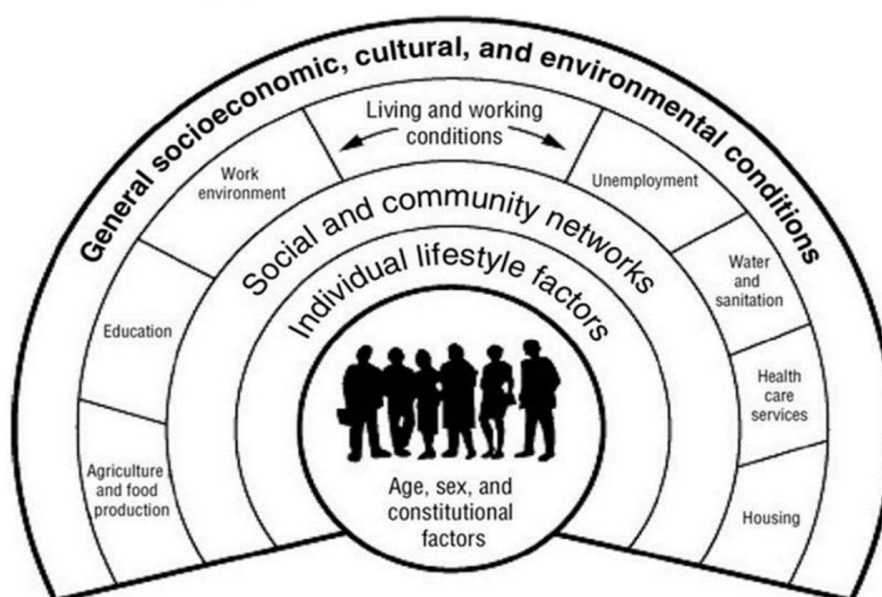 General socioeconomic, cultural, and environmental conditions
Living and working
conditions
Work
environment
Unemployment
Education
Water
and
sanitation
Agriculture
and food
production
Health
care
services
Housing
Social and community networks
Individual lifestyle factors
Age, sex, and
constitutional
factors